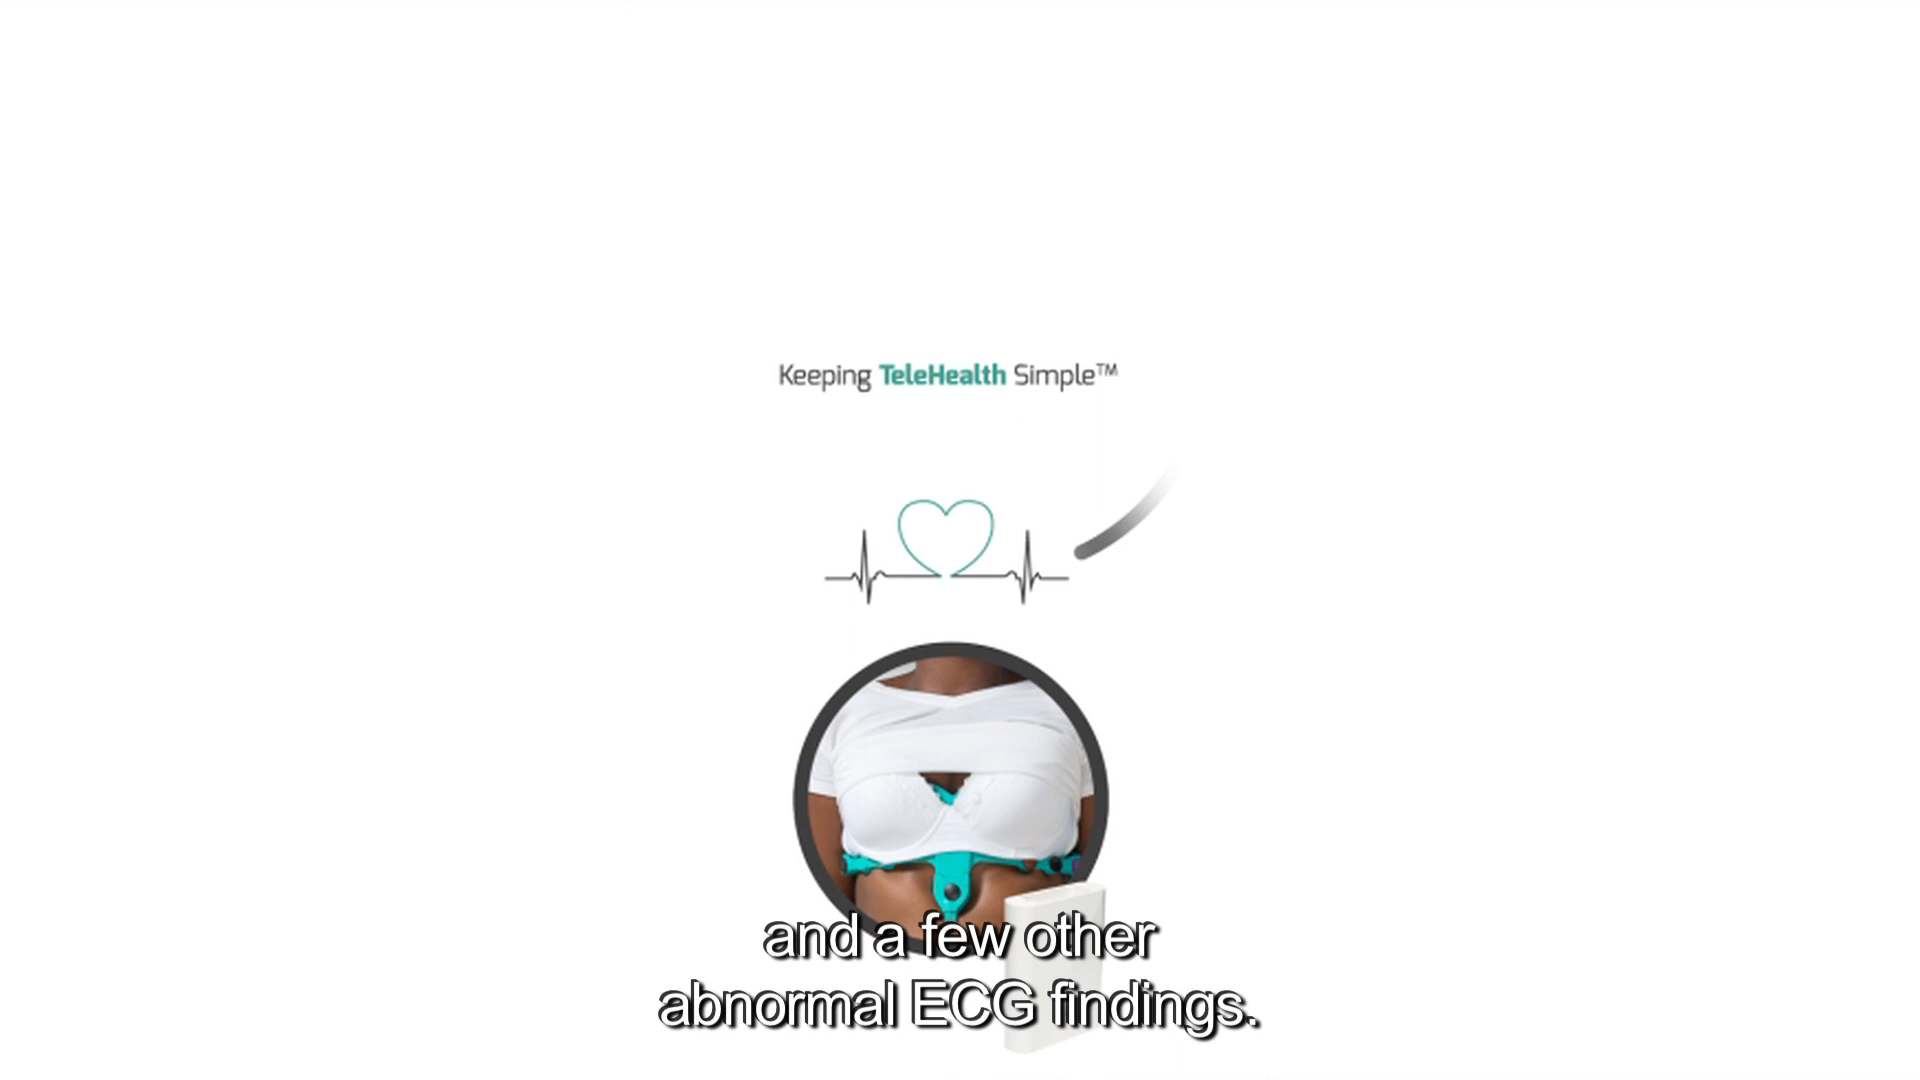 Keeping TeleHealth Simple™
and a few other
abnormal ECG findings.